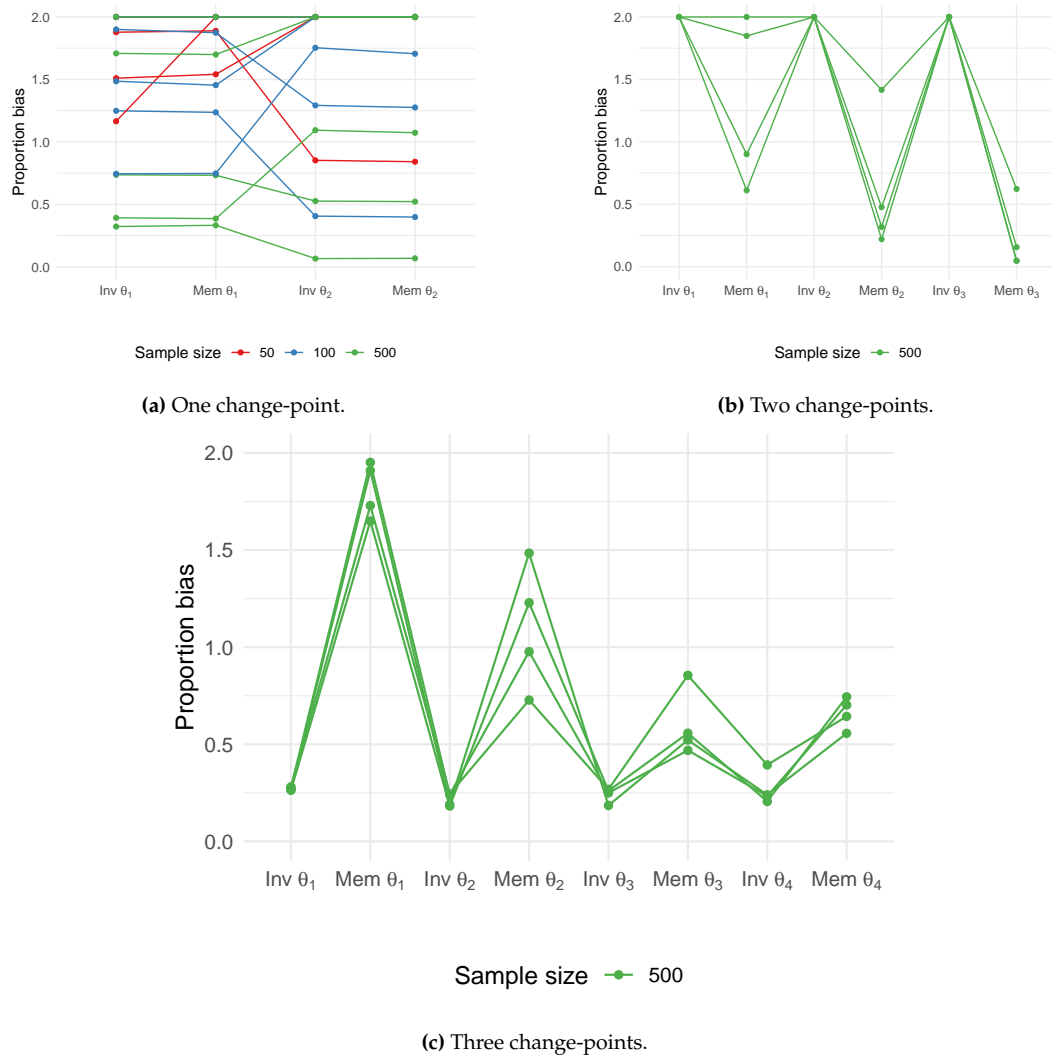 2.0
1.5
1.0
0.5
0.0
Proportion bias
Inv θ₁ Mem θ₁ Inv θ₂ Mem θ₂
Sample size 50 100 500
(a) One change-point.
2.0
1.5
1.0
0.5
0.0
Proportion bias
Inv θ₁ Mem θ₁ Inv θ₂ Mem θ₂ Inv θ₃ Mem θ₃
Sample size 500
(b) Two change-points.
2.0
1.5
1.0
0.5
0.0
Proportion bias
Inv θ₁ Mem θ₁ Inv θ₂ Mem θ₂ Inv θ₃ Mem θ₃ Inv θ₄ Mem θ₄
Sample size 500
(c) Three change-points.